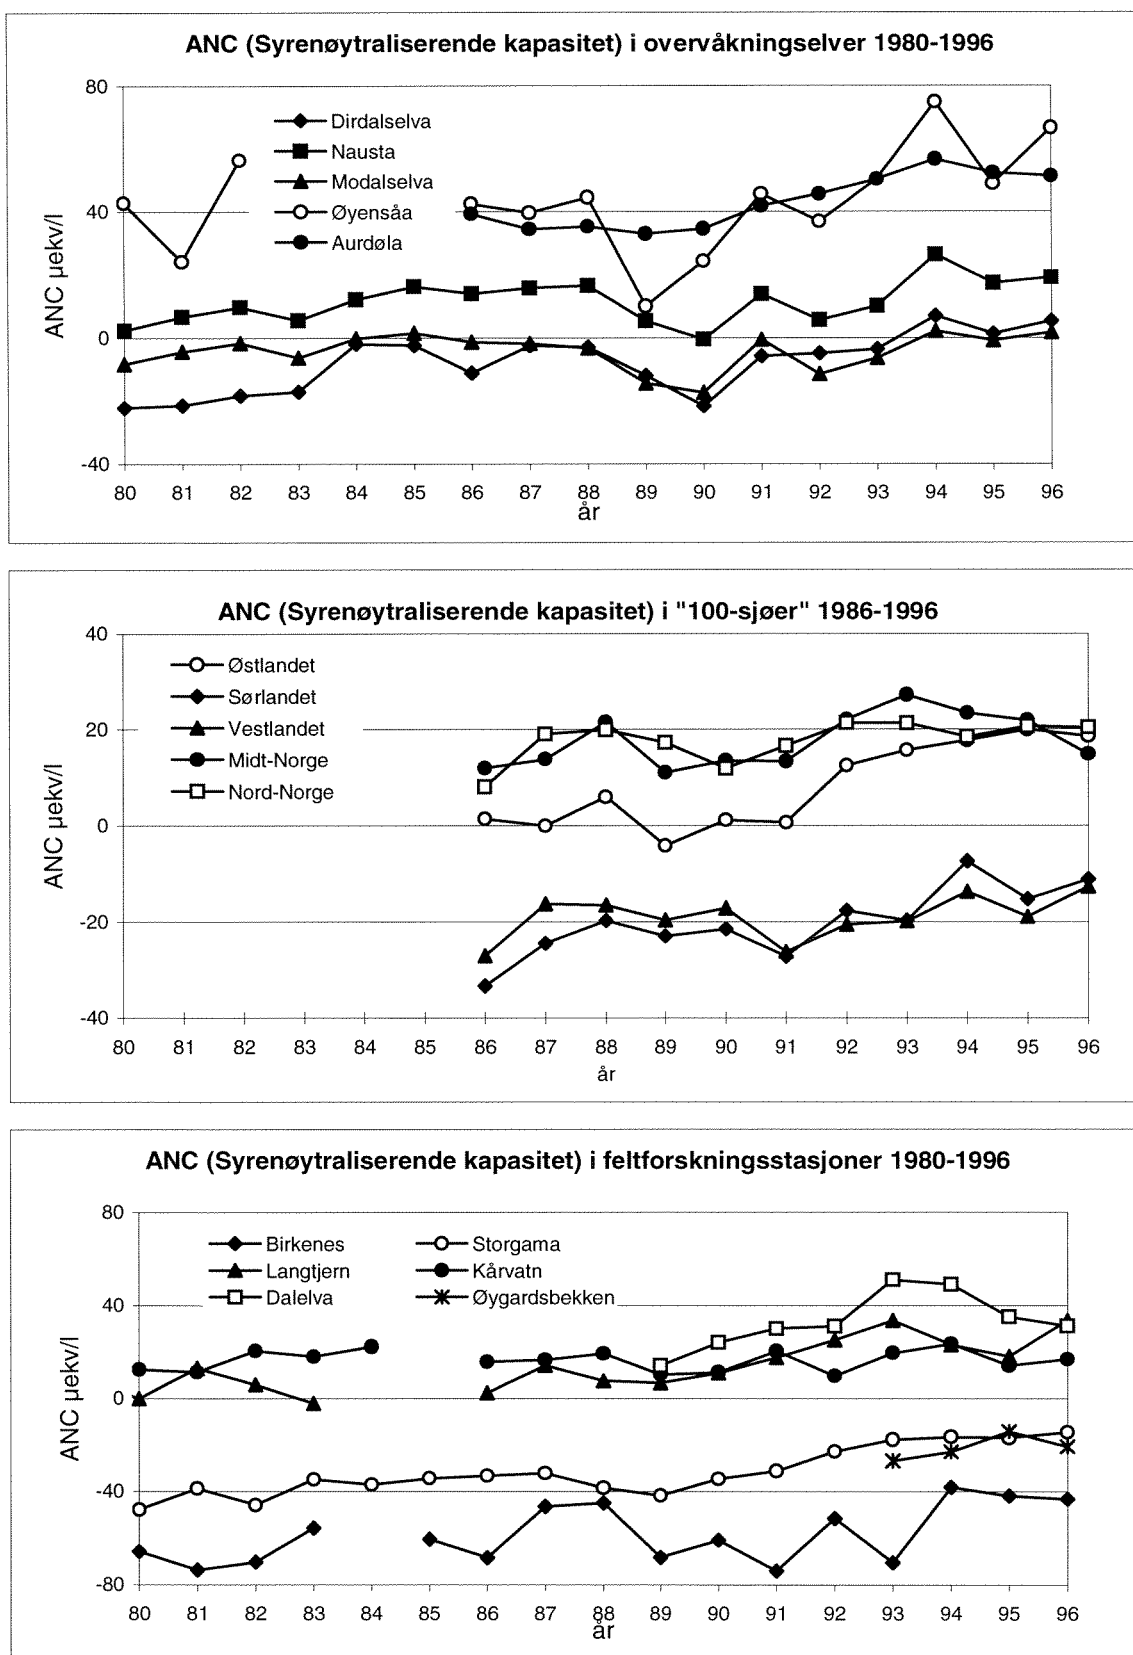 ANC (Syrenøytraliserende kapasitet) i overvåkningselver 1980-1996
80
40
0
-40
ANC µekv/l
Dirdalselva
Nausta
Modalselva
Øyensåa
Aurdøla
80 81 82 83 84 85 86 87 88 89 90 91 92 93 94 95 96
år
ANC (Syrenøytraliserende kapasitet) i "100-sjøer" 1986-1996
40
20
0
-20
-40
ANC µekv/l
Østlandet
Sørlandet
Vestlandet
Midt-Norge
Nord-Norge
80 81 82 83 84 85 86 87 88 89 90 91 92 93 94 95 96
år
ANC (Syrenøytraliserende kapasitet) i feltforskningsstasjoner 1980-1996
80
40
0
-40
-80
ANC µekv/l
Birkenes Storgama
Langtjern Kårvatn
Dalelva Øygardsbekken
80 81 82 83 84 85 86 87 88 89 90 91 92 93 94 95 96
år